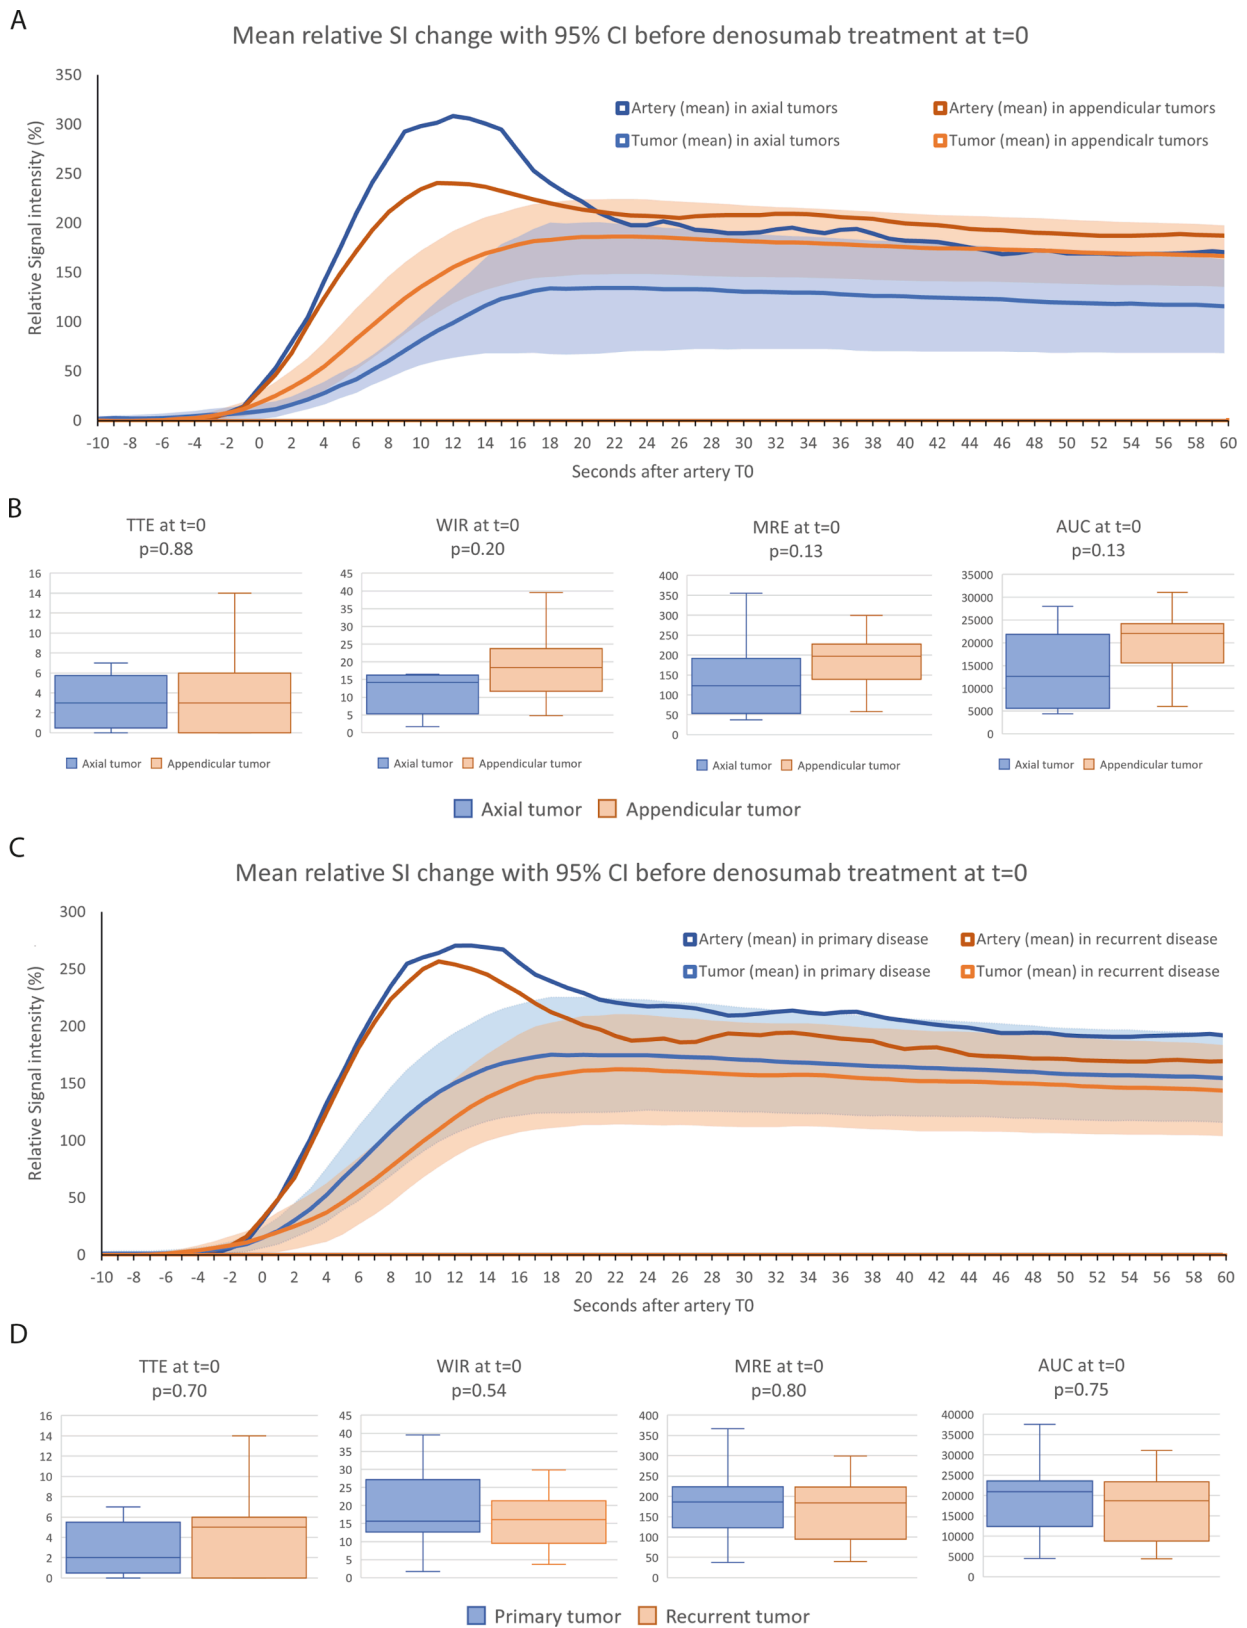 A
Mean relative SI change with 95% CI before denosumab treatment at t=0
Artery (mean) in axial tumors Artery (mean) in appendicular tumors
Tumor (mean) in axial tumors Tumor (mean) in appendicalr tumors
Relative Signal intensity (%)
350
300
250
200
150
100
50
0
-10 -8 -6 -4 -2 0 2 4 6 8 10 12 14 16 18 20 22 24 26 28 30 32 34 36 38 40 42 44 46 48 50 52 54 56 58 60
Seconds after artery T0
B
TTE at t=0
p=0.88
16
14
12
10
8
6
4
2
0
Axial tumor Appendicular tumor
WIR at t=0
p=0.20
45
40
35
30
25
20
15
10
5
0
Axial tumor Appendicular tumor
MRE at t=0
p=0.13
400
350
300
250
200
150
100
50
0
Axial tumor Appendicular tumor
AUC at t=0
p=0.13
35000
30000
25000
20000
15000
10000
5000
0
Axial tumor Appendicular tumor
Axial tumor Appendicular tumor
C
Mean relative SI change with 95% CI before denosumab treatment at t=0
Artery (mean) in primary disease Artery (mean) in recurrent disease
Tumor (mean) in primary disease Tumor (mean) in recurrent disease
Relative Signal intensity (%)
300
250
200
150
100
50
0
-10 -8 -6 -4 -2 0 2 4 6 8 10 12 14 16 18 20 22 24 26 28 30 32 34 36 38 40 42 44 46 48 50 52 54 56 58 60
Seconds after artery T0
D
TTE at t=0
p=0.70
16
14
12
10
8
6
4
2
0
WIR at t=0
p=0.54
45
40
35
30
25
20
15
10
5
0
MRE at t=0
p=0.80
400
350
300
250
200
150
100
50
0
AUC at t=0
p=0.75
40000
35000
30000
25000
20000
15000
10000
5000
0
Primary tumor Recurrent tumor